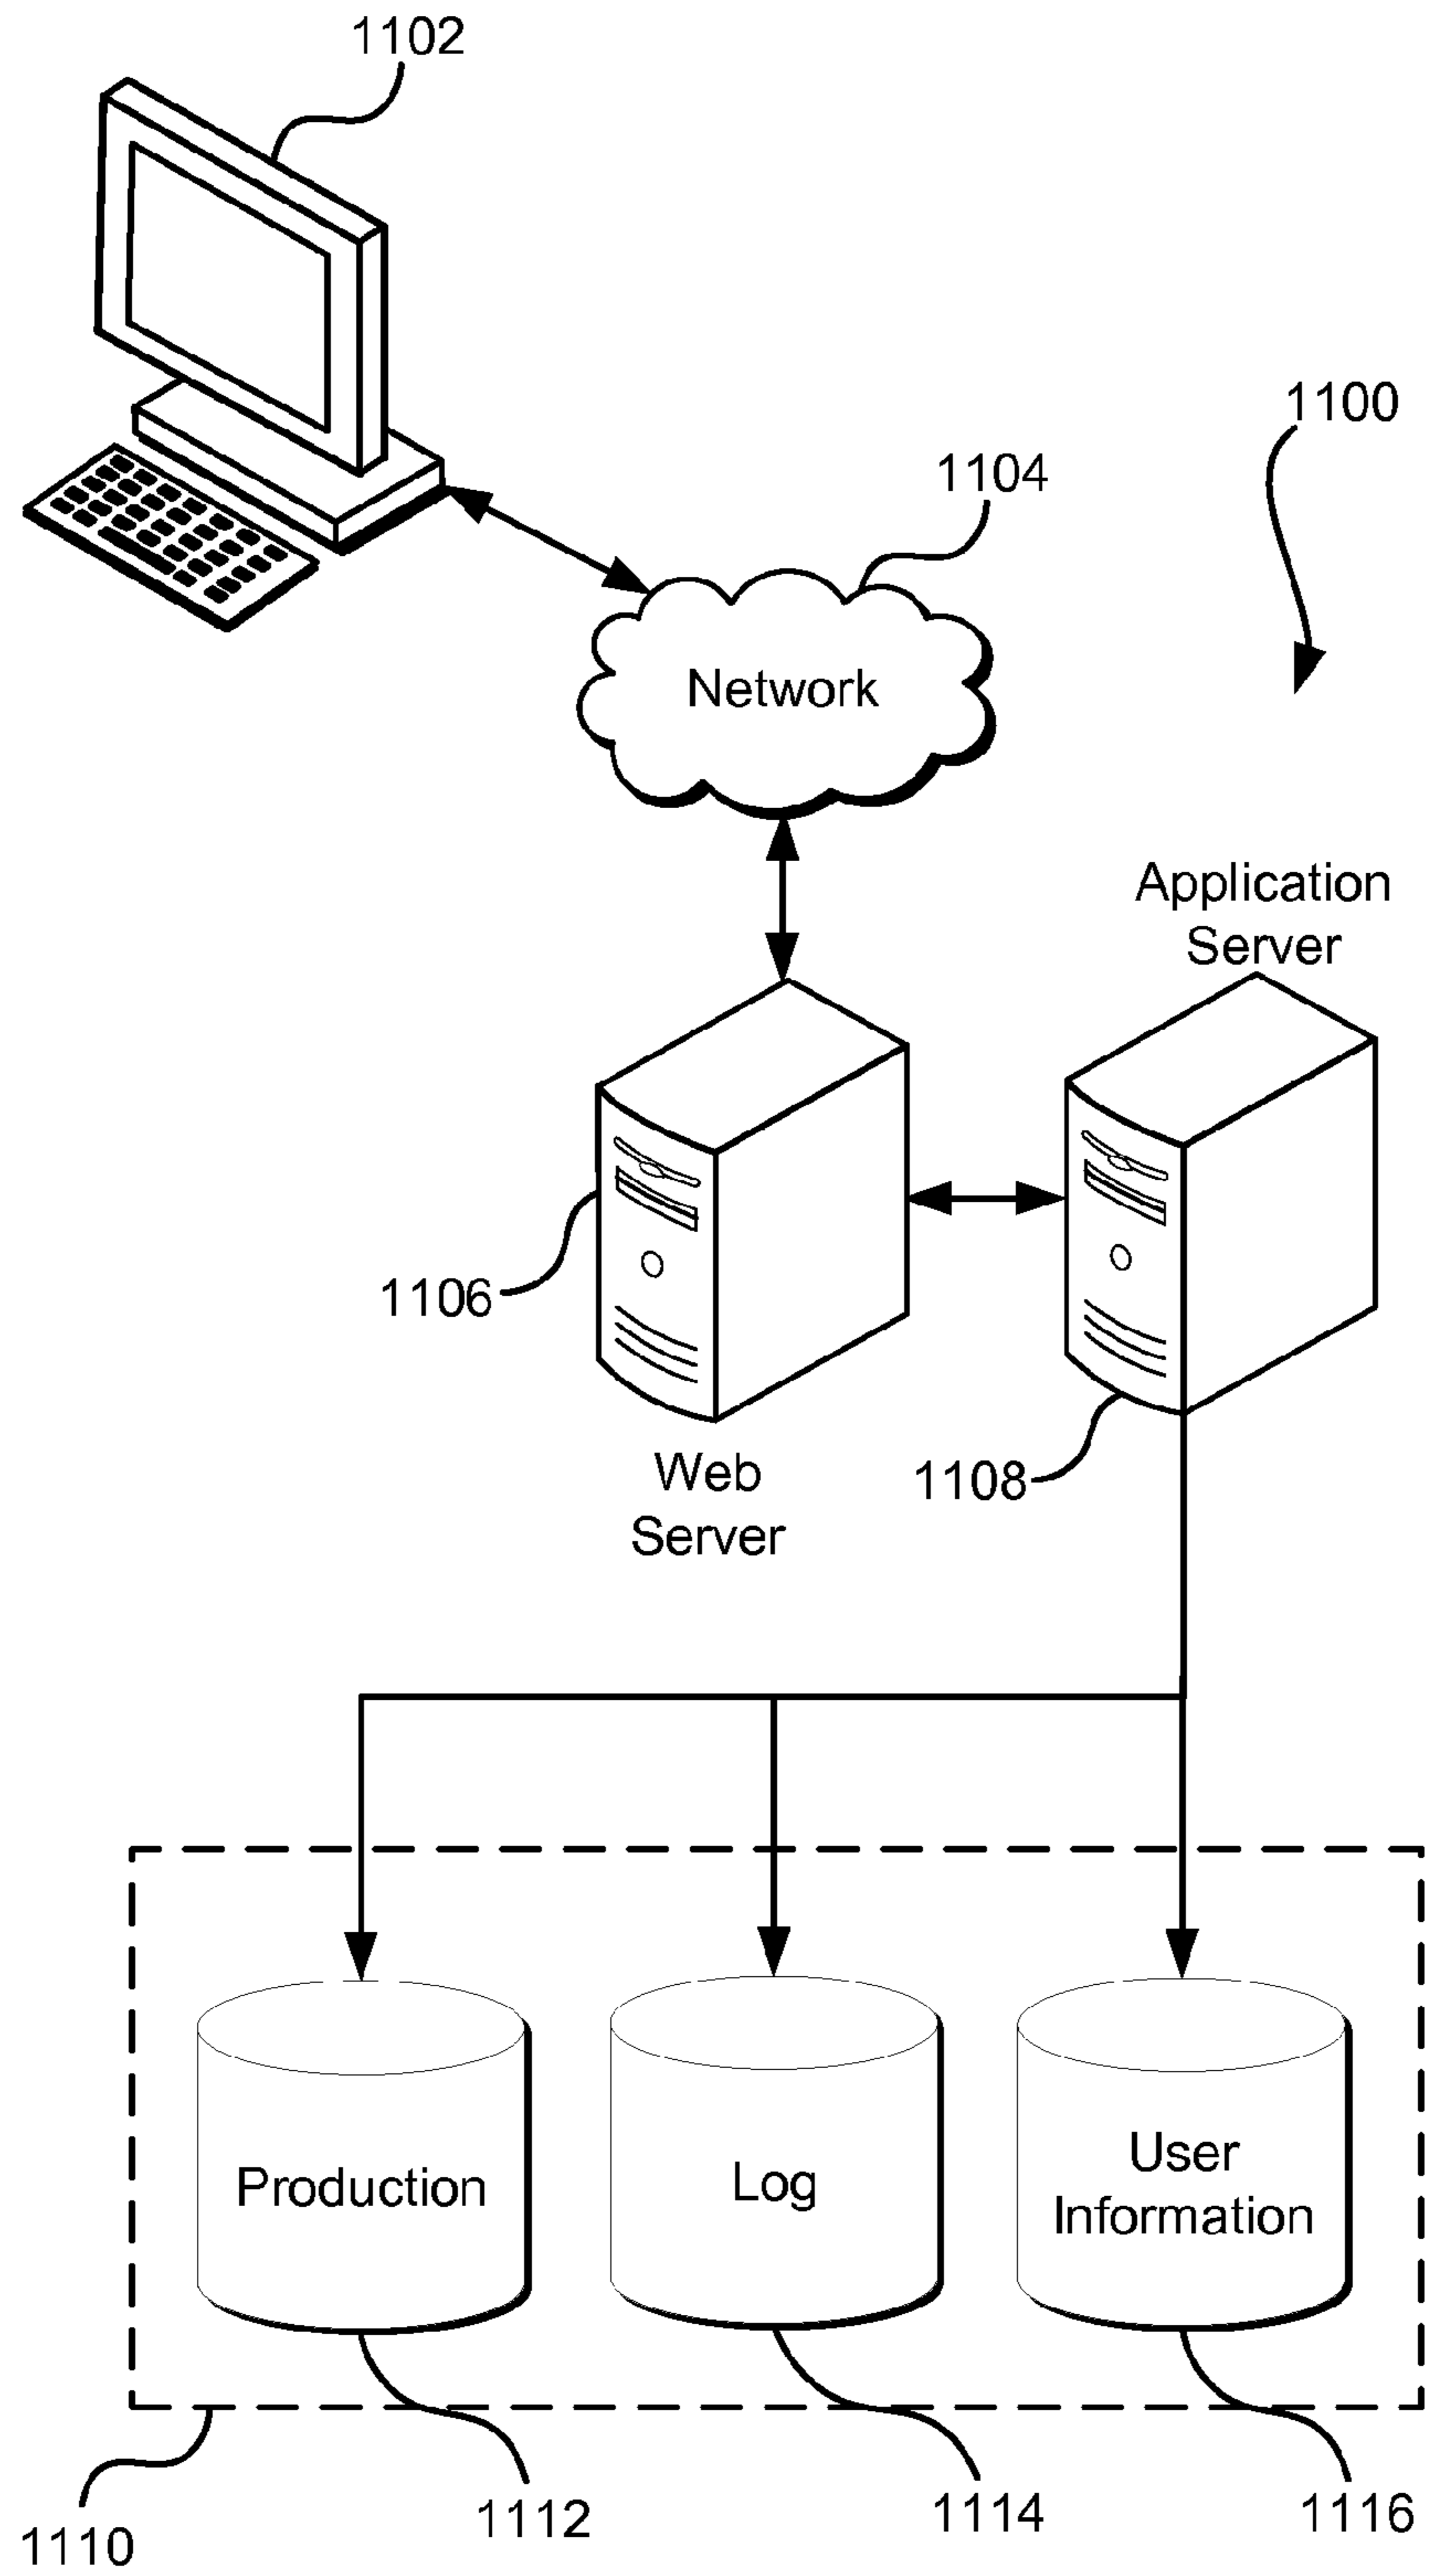 1102
1100
1104
Network
Application
Server
1106
Web
Server
1108
Production
Log
User
Information
1110
1112
1114
1116